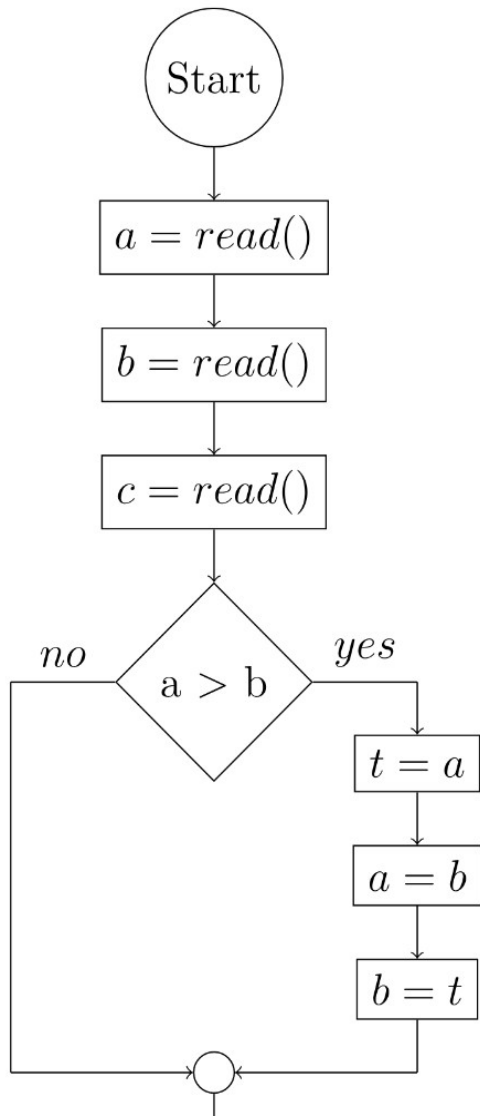 Start
a = read()
b = read()
c = read()
no
yes
a > b
t = a
a = b
b = t